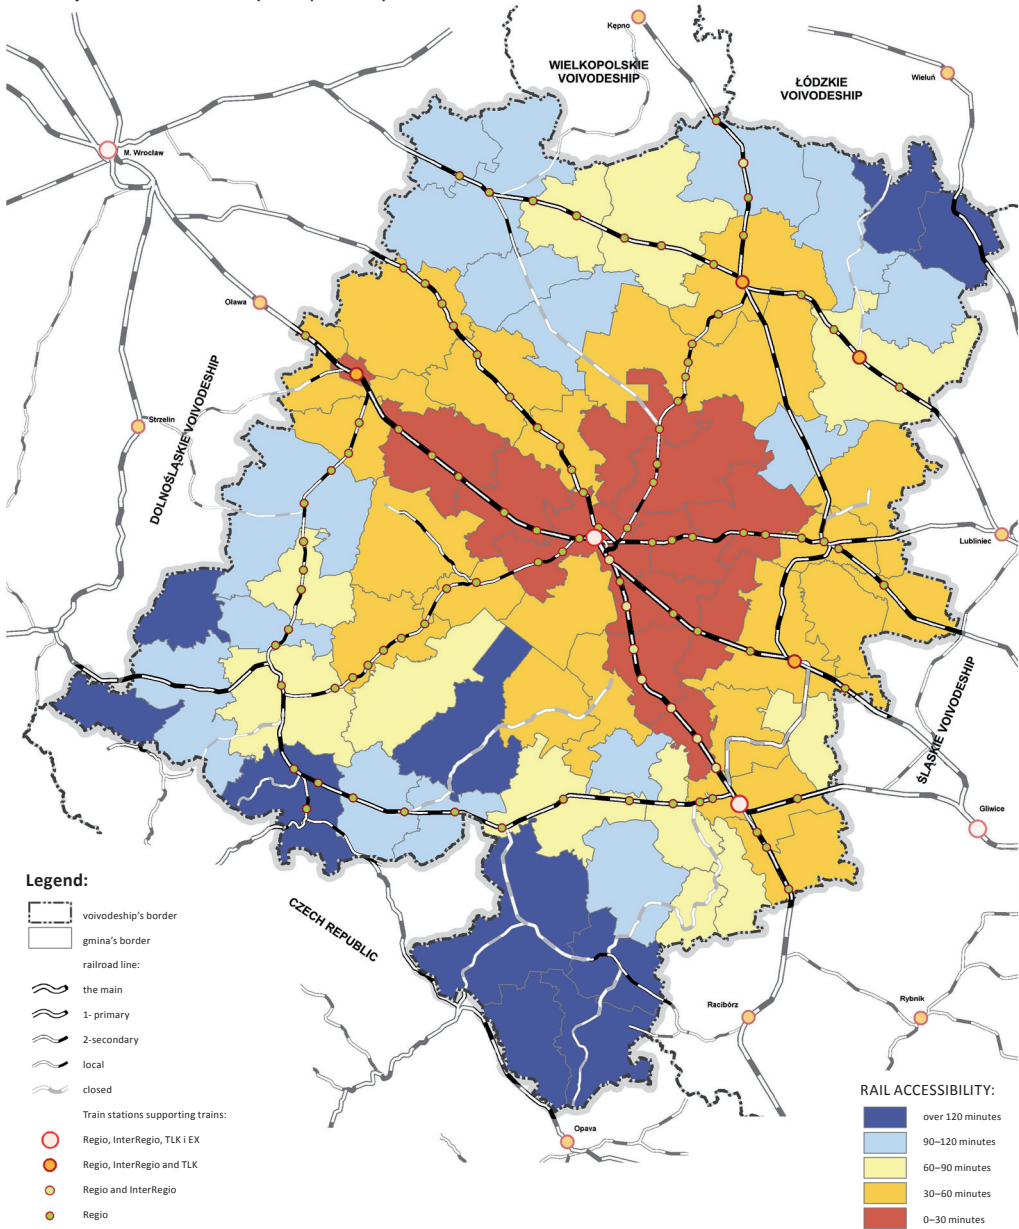 Kępno
WIELKOPOLSKIE
VOIVODESHIP
ŁÓDZKIE
VOIVODESHIP
Wieluń
M. Wrocław
Oława
Strzelin
DOLNOŚLĄSKIE VOIVODESHIP
Lubliniec
ŚLĄSKIE VOIVODESHIP
Gliwice
CZECH REPUBLIC
Racibórz
Rybnik
Opava
Legend:
voivodeship's border
gmina's border
railroad line:
the main
1- primary
2-secondary
local
closed
Train stations supporting trains:
Regio, InterRegio, TLK i EX
Regio, InterRegio and TLK
Regio and InterRegio
Regio
RAIL ACCESSIBILITY:
over 120 minutes
90–120 minutes
60–90 minutes
30–60 minutes
0–30 minutes